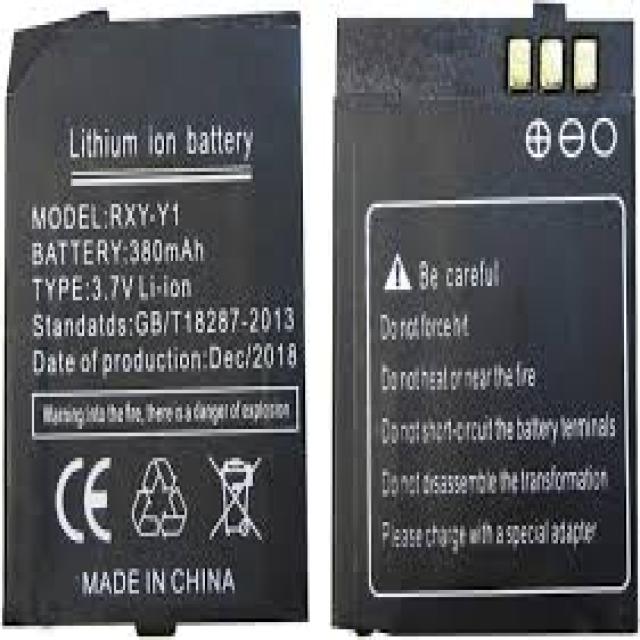 Lithium ion battery
MODEL:RXY-Y1
BATTERY:380mAh
TYPE:3.7V Li-ion
Standatds:GB/T18287-2013
Date of production:Dec/2018
Warning into the fire, there is a danger of explosion
CE
MADE IN CHINA
Be careful
Do not force hit
Do not heat or near the fire
Do not short-circuit the battery terminals
Do not disassemble the transformation
Please charge with a special adapter